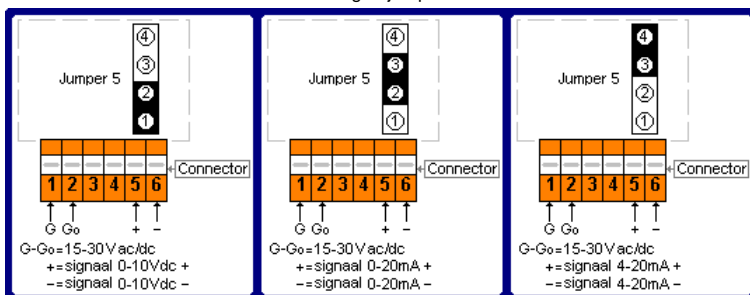 4
3
Jumper 5
2
1
Connector
1 2 3 4 5 6
G Go + -
G-Go=15-30Vac/dc
+=signaal 0-10Vdc +
-=signaal 0-10Vdc -
4
3
Jumper 5
2
1
Connector
1 2 3 4 5 6
G Go + -
G-Go=15-30Vac/dc
+=signaal 0-20mA +
-=signaal 0-20mA -
4
3
Jumper 5
2
1
Connector
1 2 3 4 5 6
G Go + -
G-Go=15-30Vac/dc
+=signaal 4-20mA +
-=signaal 4-20mA -